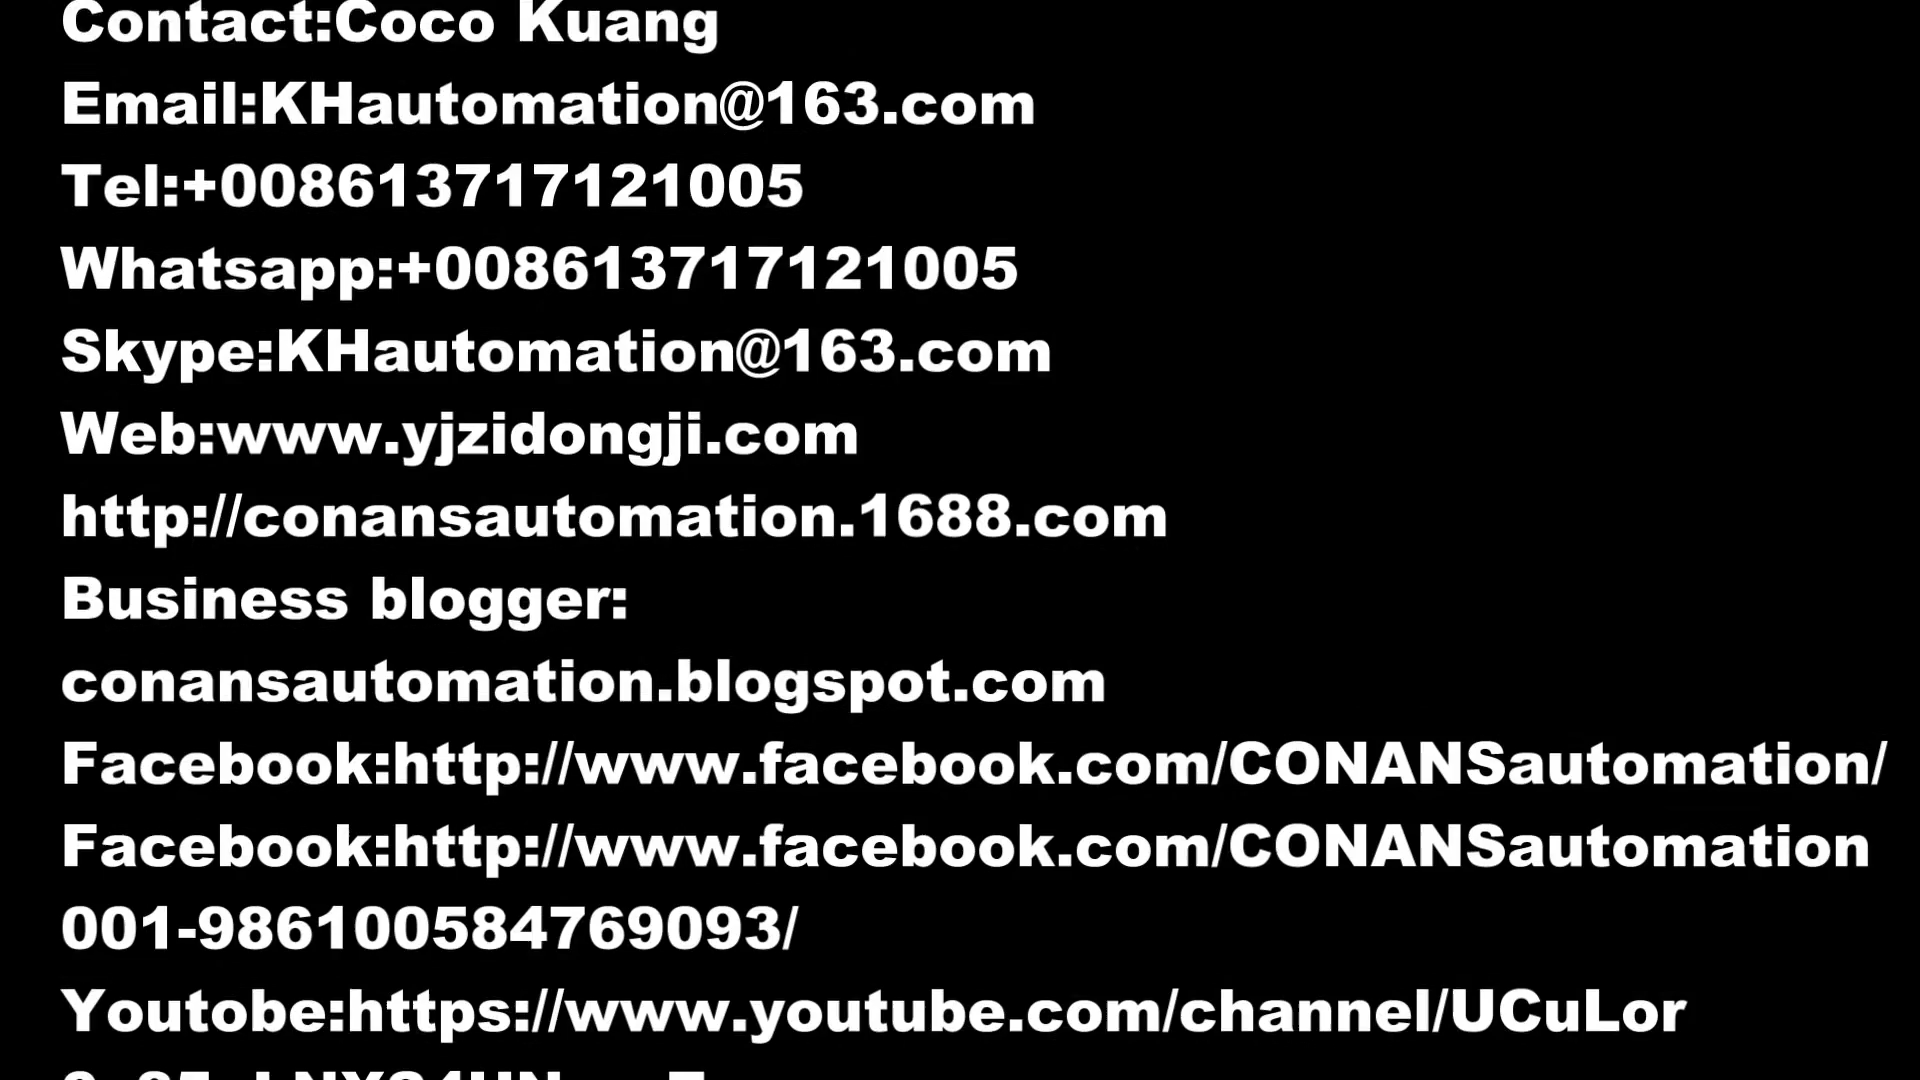 Contact:Coco Kuang
Email:KHautomation@163.com
Tel:+008613717121005
Whatsapp:+008613717121005
Skype:KHautomation@163.com
Web:www.yjzidongji.com
http://conansautomation.1688.com
Business blogger:
conansautomation.blogspot.com
Facebook:http://www.facebook.com/CONANSautomation/
Facebook:http://www.facebook.com/CONANSautomation
001-986100584769093/
Youtobe:https://www.youtube.com/channel/UCuLor